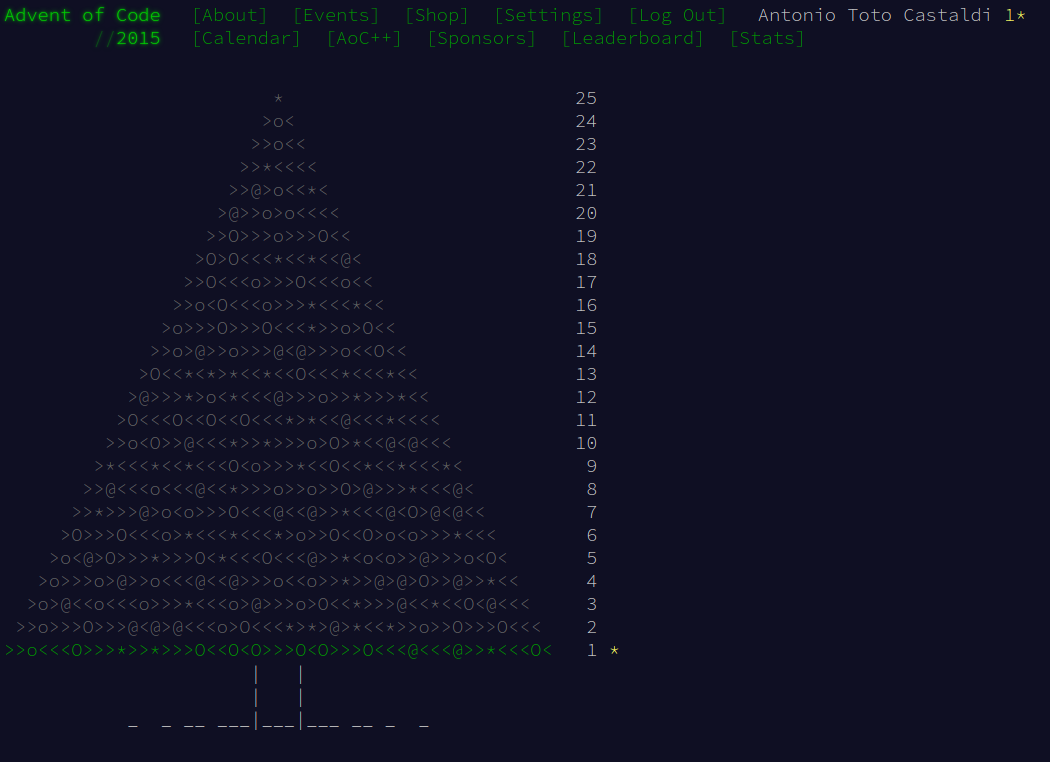 Advent of Code [About] [Events] [Shop] [Settings] [Log Out] Antonio Toto Castaldi 1*
//2015 [Calendar] [AoC++] [Sponsors] [Leaderboard] [Stats]
* 25
>o< 24
>>o<< 23
>>*<<<< 22
>>@>o<<*< 21
>@>>o>o<<<< 20
>>O>>>o>>>O<< 19
>O>O<<<*<<*<<@< 18
>>O<<<o>>>O<<<o<< 17
>>o<O<<<o>>>*<<<*<< 16
>o>>>O>>>O<<<*>>o>O<< 15
>>o>@>>o>>>@<@>>>o<<O<< 14
>O<<*<*>*<<*<<O<<<*<<<*<< 13
>@>>>*>o<*<<<@>>>o>>*>>>*<< 12
>O<<<O<<O<<O<<<*>*<<@<<<*<<<< 11
>>o<O>>@<<<*>>*>>>o>O>*<<@<@<<< 10
>*<<<*<<*<<<O<o>>>*<<O<<*<<*<<<*< 9
>>@<<<o<<<@<<*>>>o>>o>>O>@>>>*<<<@< 8
>>*>>>@>o<o>>>O<<<@<<@>>*<<<@<O>@<@<< 7
>O>>>O<<<o>*<<<*<<<*>o>>O<<O>o<o>>>*<<< 6
>o<@>O>>>*>>>O<*<<<O<<<@>>*<o<o>>@>>>o<O< 5
>o>>>o>@>>o<<<@<<@>>>o<<o>>*>>@>@>O>>@>>*<< 4
>o>@<<o<<<o>>>*<<<o>@>>>o>O<<*>>>@<<*<<O<@<<< 3
>>o>>>O>>>@<@>@<<<o>O<<<*>*>@>*<<*>>o>>O>>>O<<< 2
>>o<<<O>>>*>>*>>>O<<O<O>>>O<O>>>O<<<@<<<@>>*<<<O< 1 *
| |
| |
_ _ __ ___|___|___ __ _ _